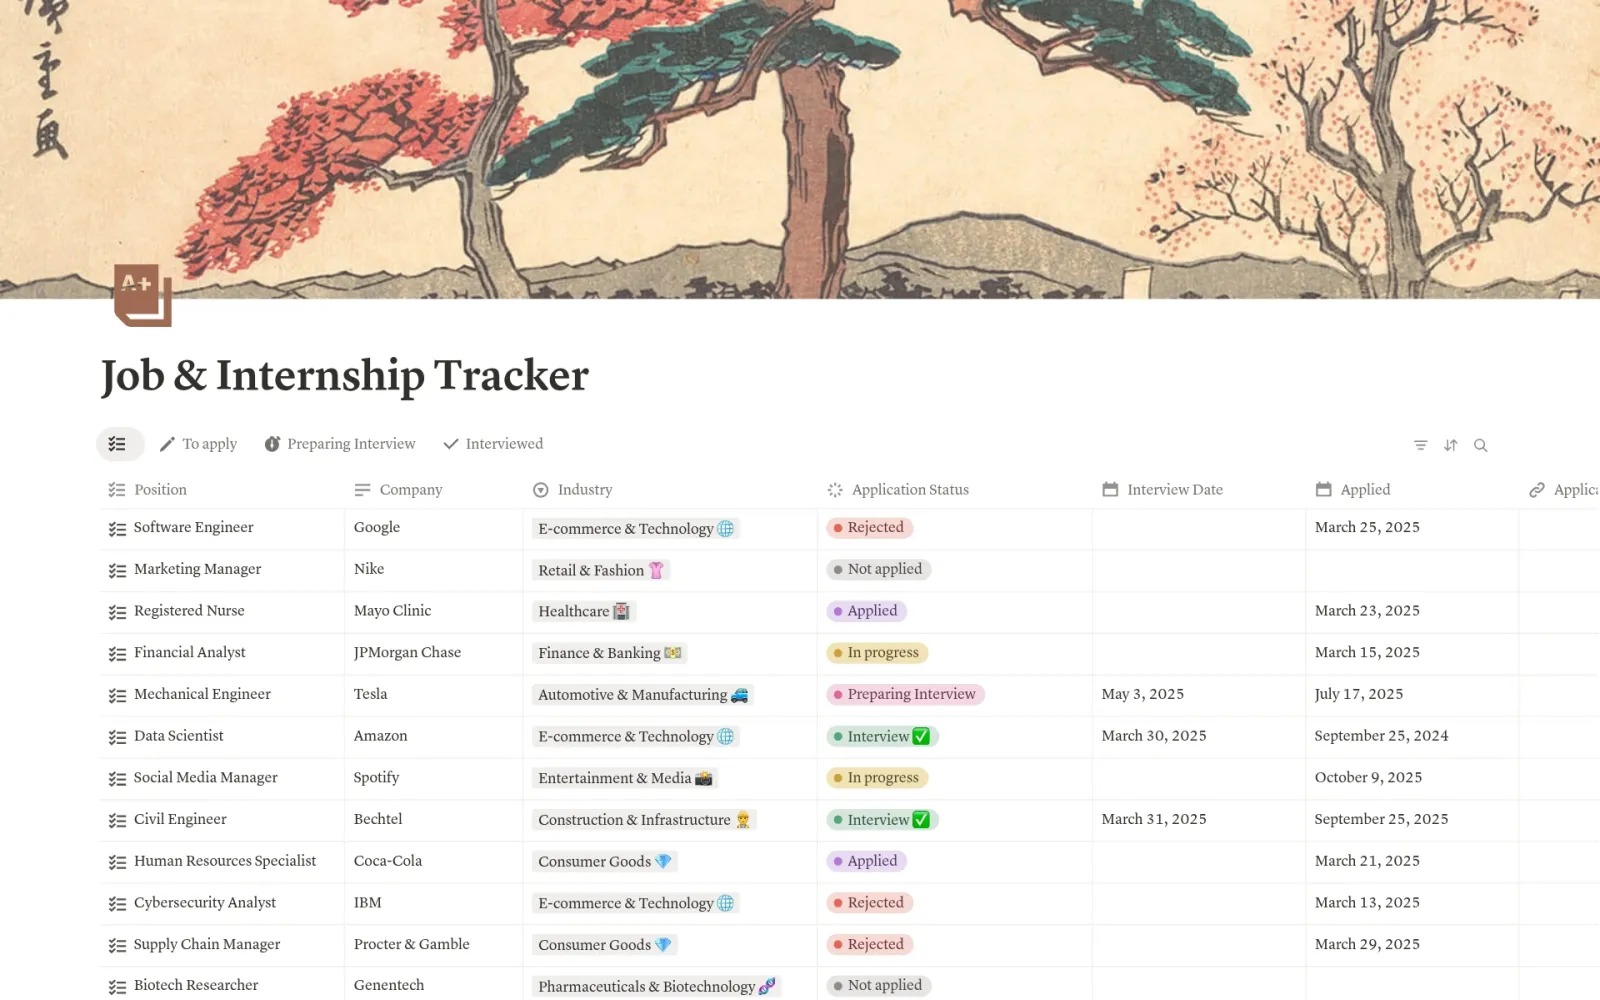 主
画
A+
Job & Internship Tracker
To apply Preparing Interview Interviewed
Position Company Industry Application Status Interview Date Applied
Software Engineer Google E-commerce & Technology 🌐 Rejected March 25, 2025
Marketing Manager Nike Retail & Fashion 👚 Not applied
Registered Nurse Mayo Clinic Healthcare 🏥 Applied March 23, 2025
Financial Analyst JPMorgan Chase Finance & Banking 💵 In progress March 15, 2025
Mechanical Engineer Tesla Automotive & Manufacturing 🚙 Preparing Interview May 3, 2025 July 17, 2025
Data Scientist Amazon E-commerce & Technology 🌐 Interview ✅ March 30, 2025 September 25, 2024
Social Media Manager Spotify Entertainment & Media 📸 In progress October 9, 2025
Civil Engineer Bechtel Construction & Infrastructure 👷 Interview ✅ March 31, 2025 September 25, 2025
Human Resources Specialist Coca-Cola Consumer Goods 💎 Applied March 21, 2025
Cybersecurity Analyst IBM E-commerce & Technology 🌐 Rejected March 13, 2025
Supply Chain Manager Procter & Gamble Consumer Goods 💎 Rejected March 29, 2025
Biotech Researcher Genentech Pharmaceuticals & Biotechnology 🧬 Not applied